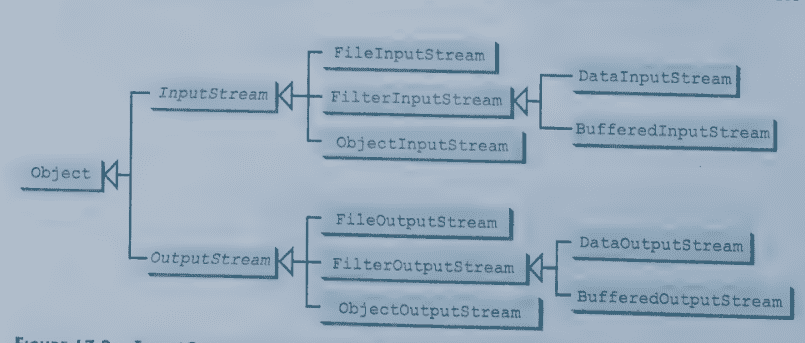 FileInputStream
InputStream
FilterInputStream
DataInputStream
ObjectInputStream
BufferedInputStream
Object
FileOutputStream
OutputStream
FilterOutputStream
DataOutputStream
ObjectOutputStream
BufferedOutputStream